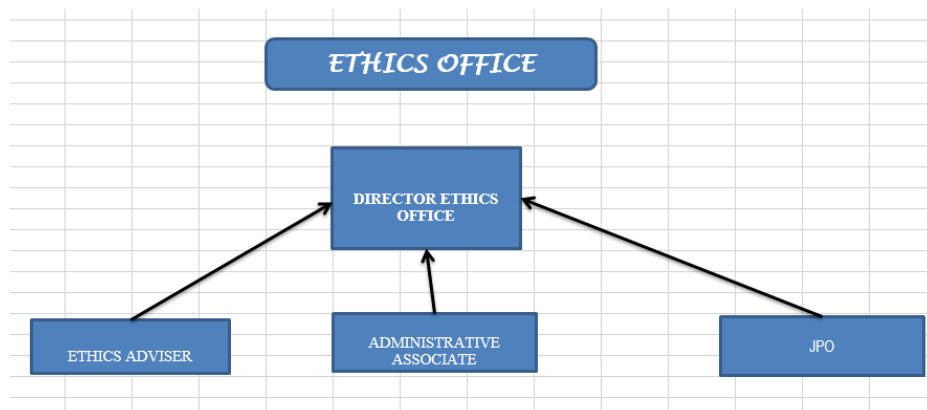 ETHICS OFFICE
DIRECTOR ETHICS
OFFICE
ETHICS ADVISER
ADMINISTRATIVE
ASSOCIATE
JPO